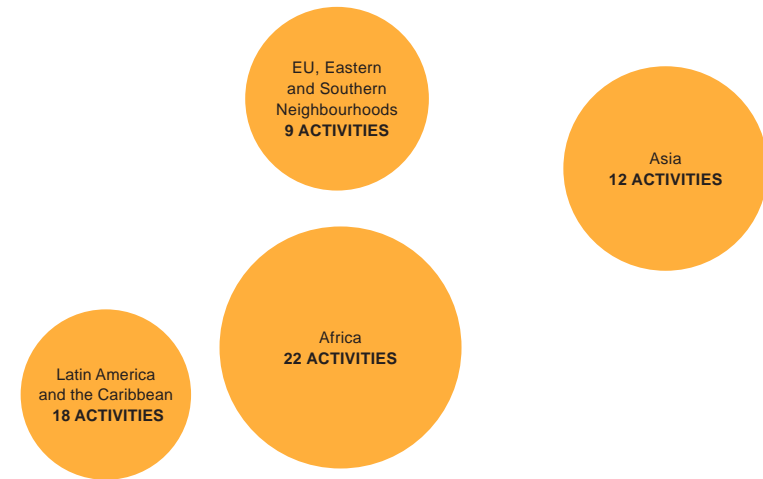 EU, Eastern
and Southern
Neighbourhoods
9 ACTIVITIES
Asia
12 ACTIVITIES
Africa
22 ACTIVITIES
Latin America
and the Caribbean
18 ACTIVITIES